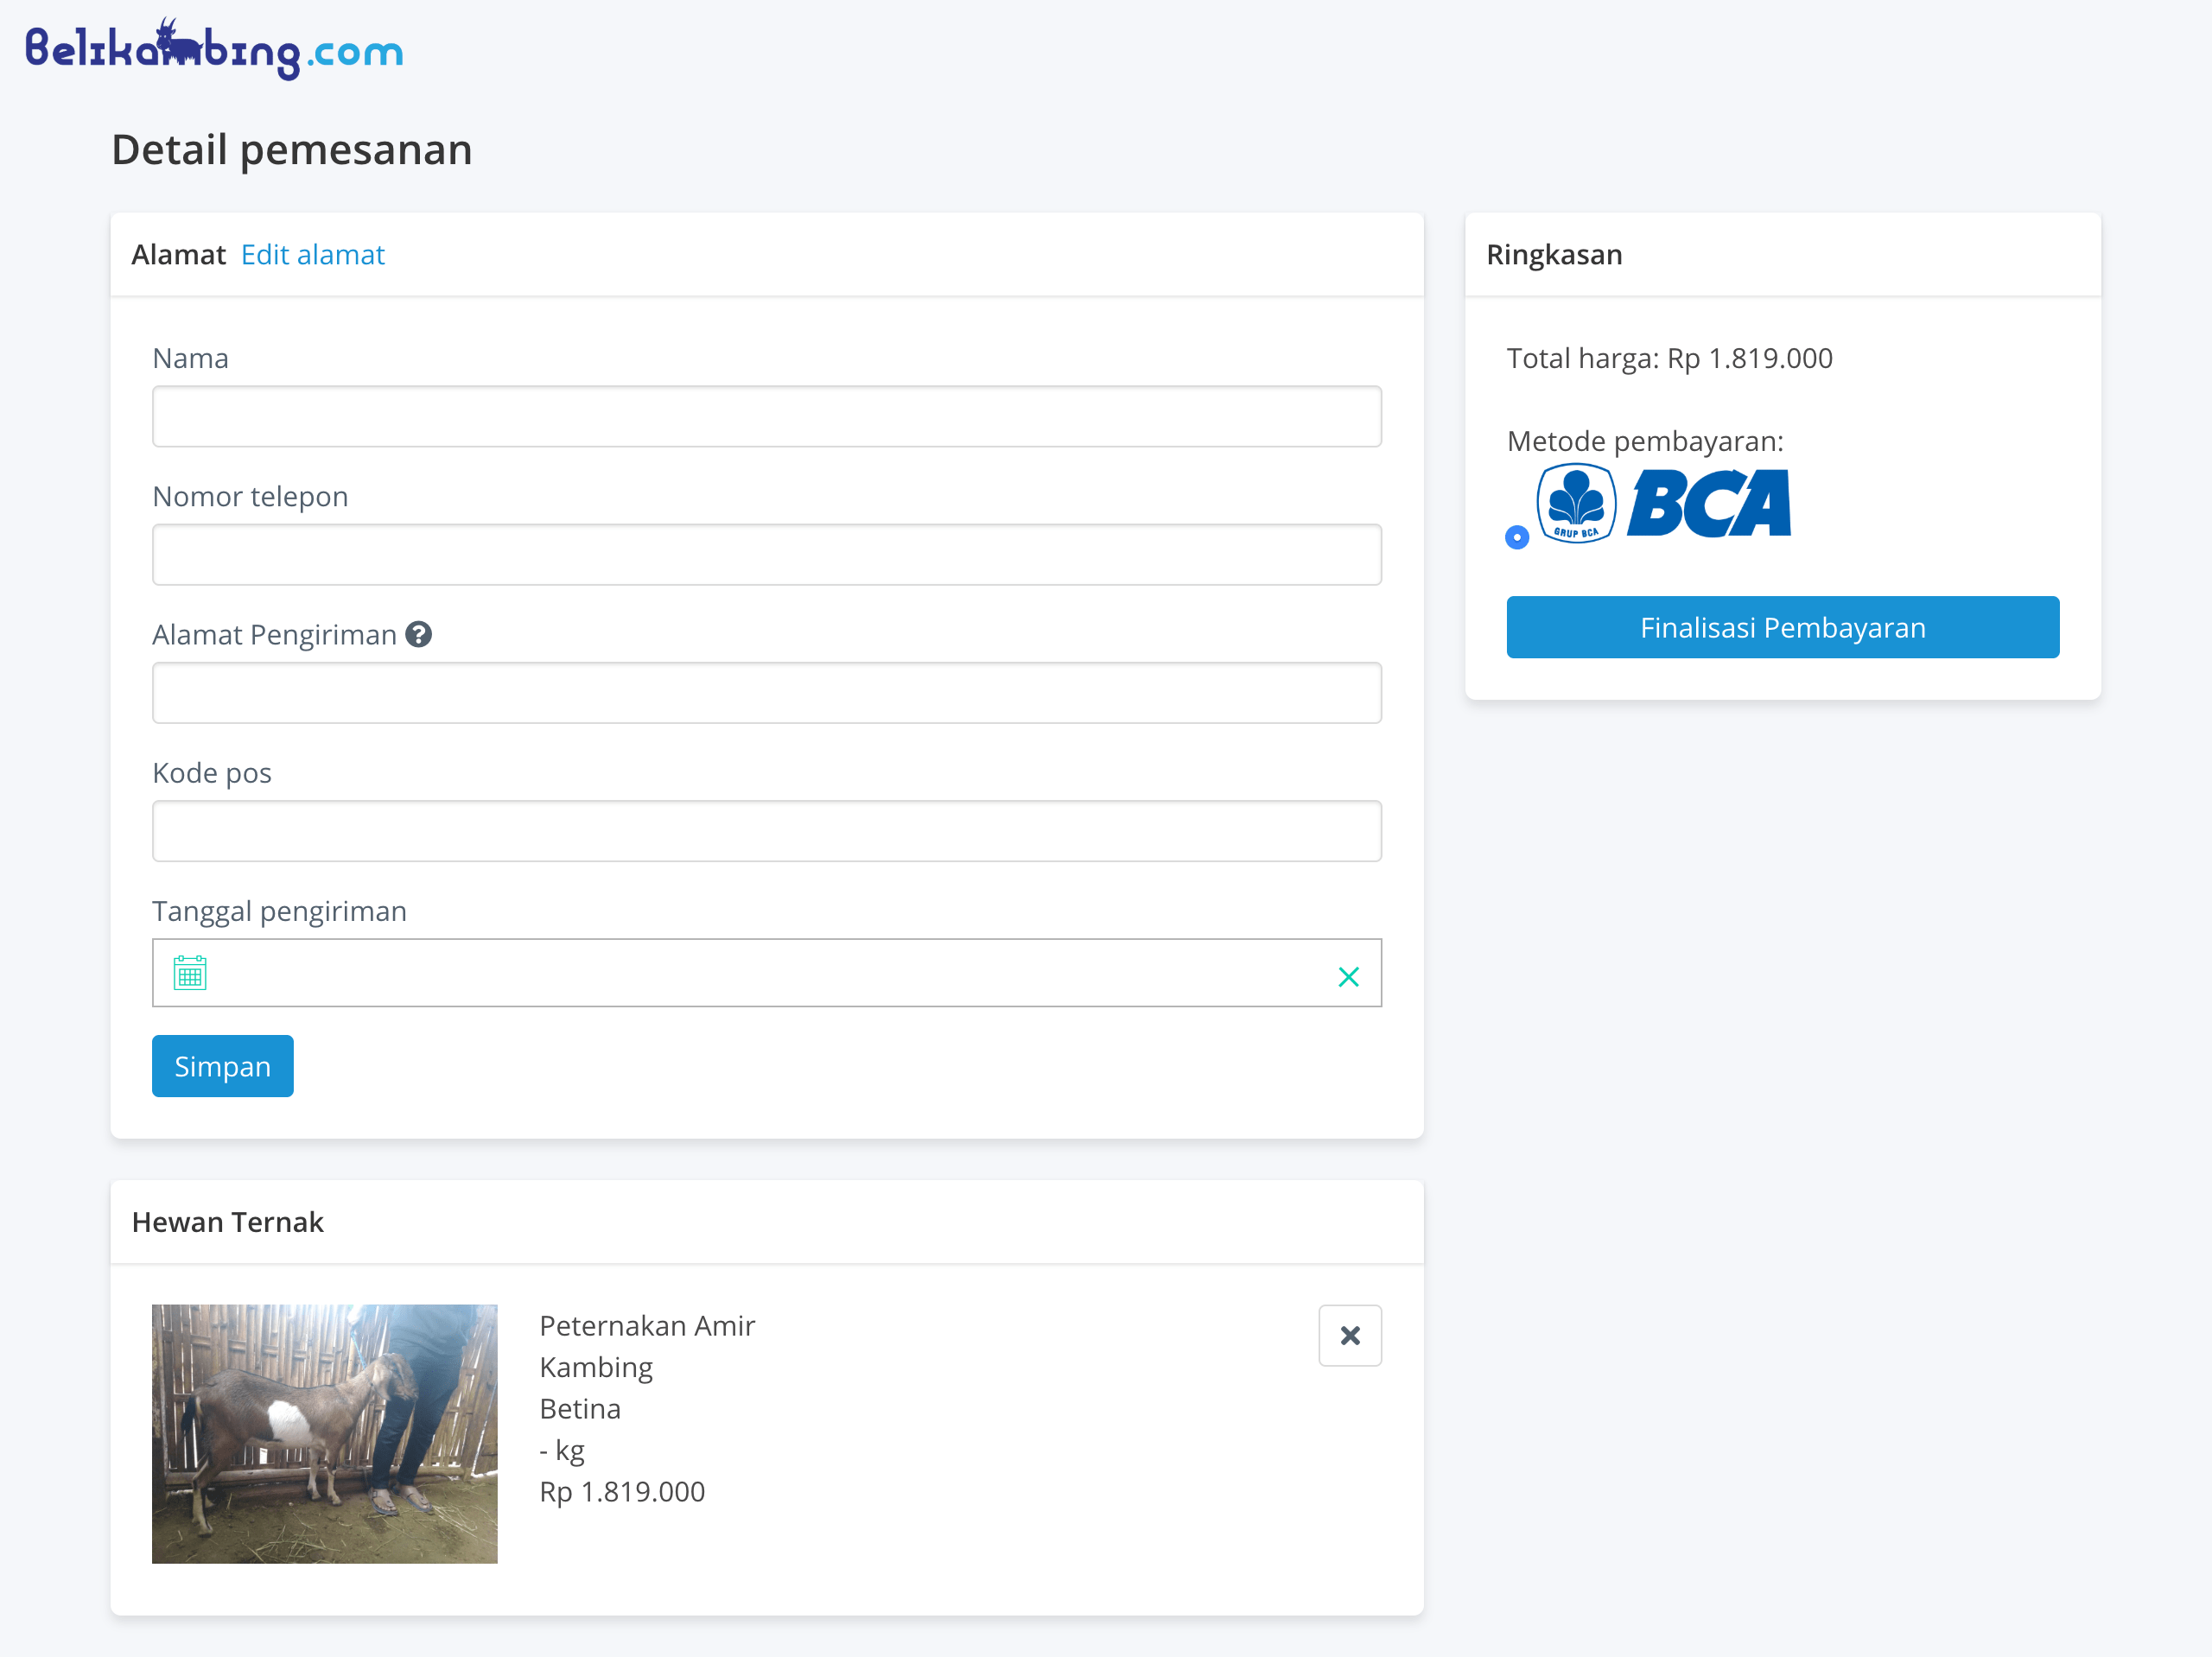 Belikambing.com
Detail pemesanan
Alamat Edit alamat
Nama
Nomor telepon
Alamat Pengiriman ?
Kode pos
Tanggal pengiriman
Simpan
Hewan Ternak
Peternakan Amir
Kambing
Betina
- kg
Rp 1.819.000
Ringkasan
Total harga: Rp 1.819.000
Metode pembayaran:
GRUP BCA
BCA
Finalisasi Pembayaran